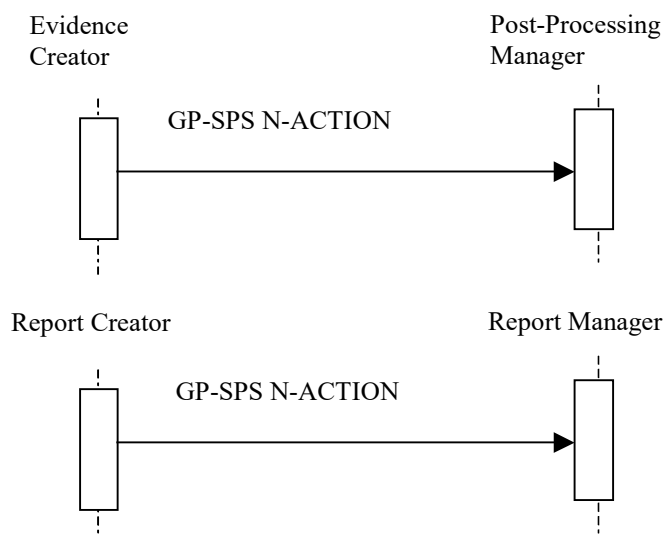 Evidence
Creator
Post-Processing
Manager
GP-SPS N-ACTION
Report Creator
Report Manager
GP-SPS N-ACTION